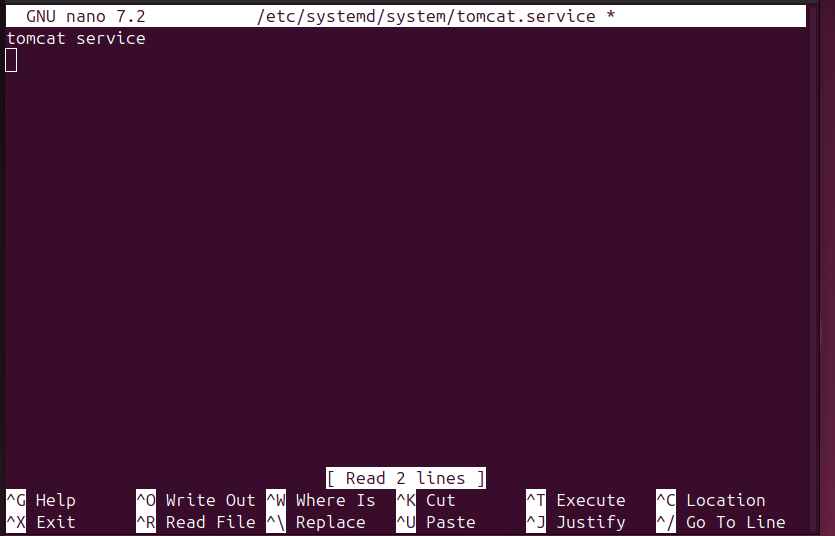 GNU nano 7.2 /etc/systemd/system/tomcat.service *
tomcat service
[ Read 2 lines ]
^G Help ^O Write Out ^W Where Is ^K Cut ^T Execute ^C Location
^X Exit ^R Read File ^\ Replace ^U Paste ^J Justify ^/ Go To Line